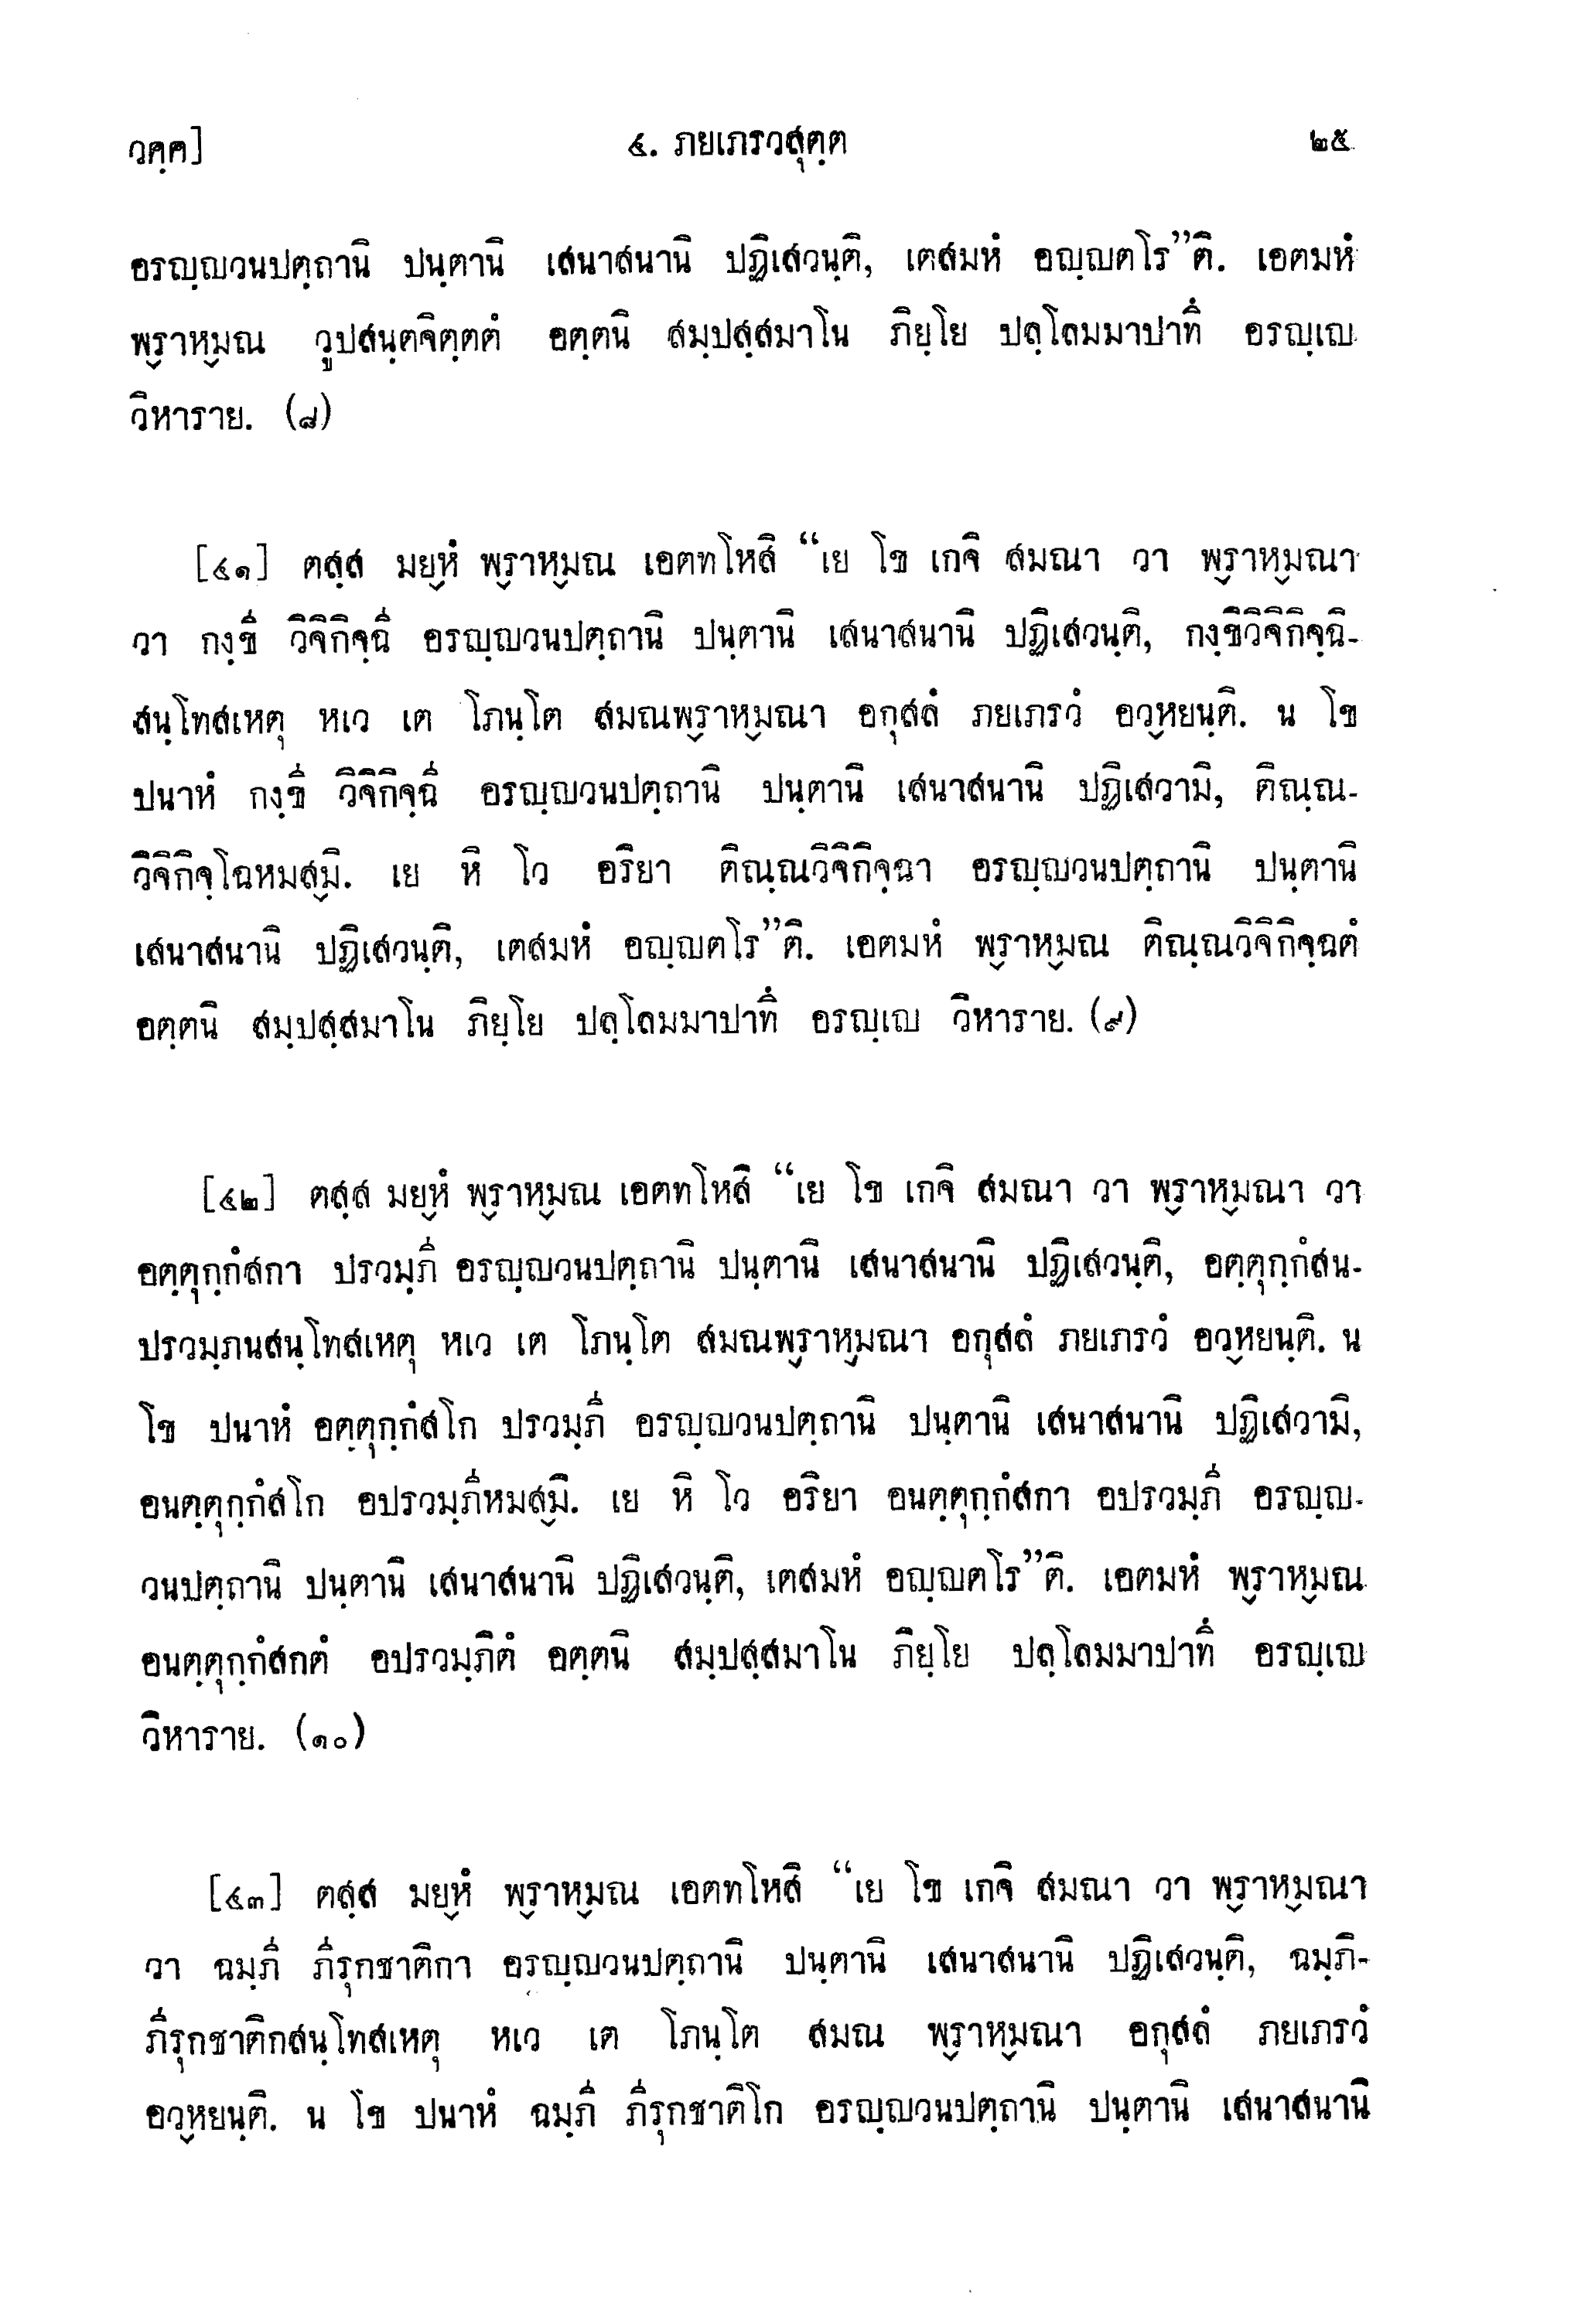 วคฺค] ๔. ภยเภรวสุตฺต ๒๕
อรญฺญวนปตฺถานิ ปนฺตานิ เสนาสนานิ ปฏิเสวนฺติ, เตสมหํ อญฺญตโร”ติ. เอตมหํ
พ๎ราห๎มณ วูปสนฺตจิตฺตตํ อตฺตนิ สมฺปสฺสมาโน ภิยฺโย ปลฺโลมมาปาทึ อรญฺเญ
วิหาราย. (๘)
[๔๑] ตสฺส มย๎หํ พ๎ราห๎มณ เอตทโหสิ “เย โข เกจิ สมณา วา พ๎ราห๎มณา
วา กงฺขี วิจิกิจฺฉี อรญฺญวนปตฺถานิ ปนฺตานิ เสนาสนานิ ปฏิเสวนฺติ, กงฺขิวิจิกิจฺฉิ-
สนฺโทสเหตุ หเว เต โภนฺโต สมณพ๎ราห๎มณา อกุสลํ ภยเภรวํ อว๎หยนฺติ. น โข
ปนาหํ กงฺขี วิจิกิจฺฉี อรญฺญวนปตฺถานิ ปนฺตานิ เสนาสนานิ ปฏิเสวามิ, ติณฺณ-
วิจิกิจฺโฉหมส๎มิ. เย หิ โว อริยา ติณฺณวิจิกิจฺฉา อรญฺญวนปตฺถานิ ปนฺตานิ
เสนาสนานิ ปฏิเสวนฺติ, เตสมหํ อญฺญตโร”ติ. เอตมหํ พ๎ราห๎มณ ติณฺณวิจิกิจฺฉตํ
อตฺตนิ สมฺปสฺสมาโน ภิยฺโย ปลฺโลมมาปาทึ อรญฺเญ วิหาราย. (๙)
[๔๒] ตสฺส มย๎หํ พ๎ราห๎มณ เอตทโหสิ “เย โข เกจิ สมณา วา พ๎ราห๎มณา วา
อตฺตุกฺกํสกา ปรวมฺภี อรญฺญวนปตฺถานิ ปนฺตานิ เสนาสนานิ ปฏิเสวนฺติ, อตฺตุกฺกํสน-
ปรวมฺภนสนฺโทสเหตุ หเว เต โภนฺโต สมณพ๎ราห๎มณา อกุสลํ ภยเภรวํ อว๎หยนฺติ. น
โข ปนาหํ อตฺตุกฺกํสโก ปรวมฺภี อรญฺญวนปตฺถานิ ปนฺตานิ เสนาสนานิ ปฏิเสวามิ,
อนตฺตุกฺกํสโก อปรวมฺภีหมส๎มิ. เย หิ โว อริยา อนตฺตุกฺกํสกา อปรวมฺภี อรญฺญ-
วนปตฺถานิ ปนฺตานิ เสนาสนานิ ปฏิเสวนฺติ, เตสมหํ อญฺญตโร”ติ. เอตมหํ พ๎ราห๎มณ
อนตฺตุกฺกํสกตํ อปรวมฺภิตํ อตฺตนิ สมฺปสฺสมาโน ภิยฺโย ปลฺโลมมาปาทึ อรญฺเญ
วิหาราย. (๑๐)
[๔๓] ตสฺส มย๎หํ พ๎ราห๎มณ เอตทโหสิ “เย โข เกจิ สมณา วา พ๎ราห๎มณา
วา ฉมฺภี ภีรุกชาติกา อรญฺญวนปตฺถานิ ปนฺตานิ เสนาสนานิ ปฏิเสวนฺติ, ฉมฺภิ-
ภีรุกชาติกสนฺโทสเหตุ หเว เต โภนฺโต สมณ พ๎ราห๎มณา อกุสลํ ภยเภรวํ
อว๎หยนฺติ. น โข ปนาหํ ฉมฺภี ภีรุกชาติโก อรญฺญวนปตฺถานิ ปนฺตานิ เสนาสนานิ